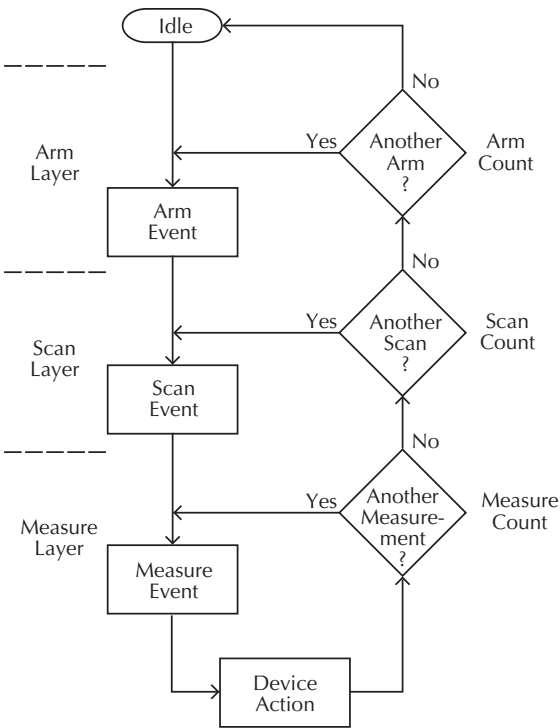 Idle
No
Arm
Layer
Yes
Another
Arm
?
Arm
Count
Arm
Event
No
Scan
Layer
Yes
Another
Scan
?
Scan
Count
Scan
Event
No
Measure
Layer
Yes
Another
Measure-
ment
?
Measure
Count
Measure
Event
Device
Action